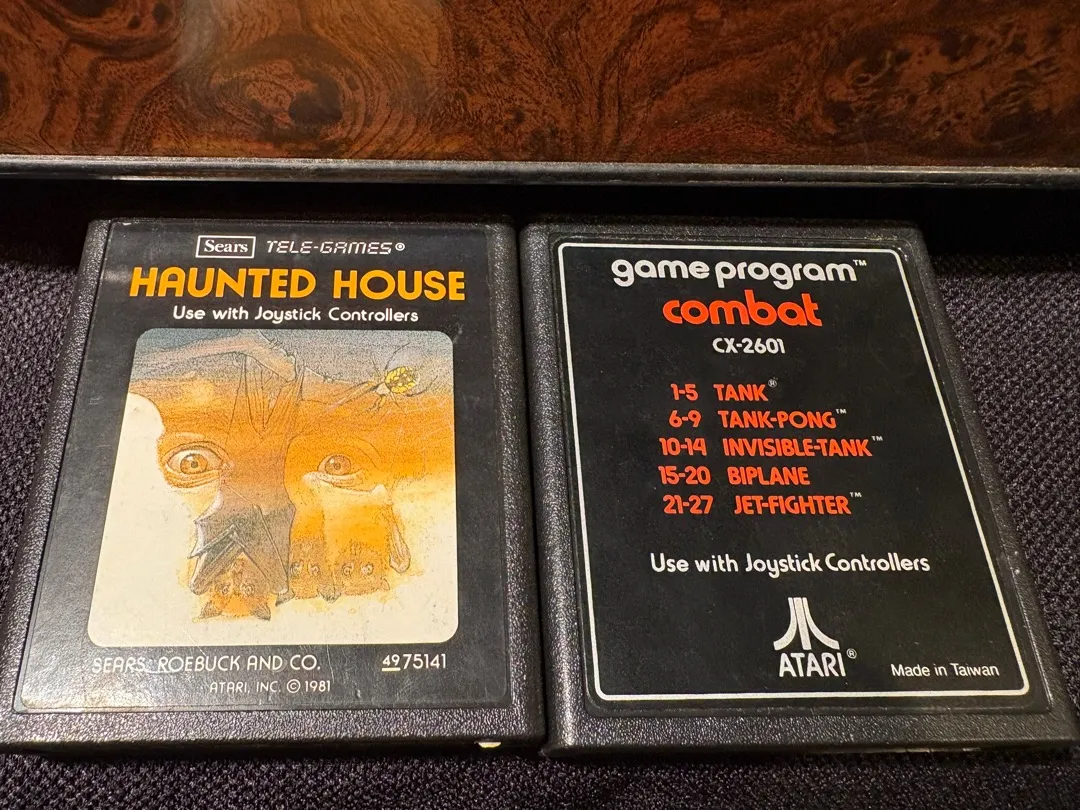 Sears TELE-GAMES®
HAUNTED HOUSE
Use with Joystick Controllers
SEARS, ROEBUCK AND CO. 49 75141
ATARI, INC. © 1981
game program™
combat
CX-2601
1-5 TANK®
6-9 TANK-PONG™
10-14 INVISIBLE-TANK™
15-20 BIPLANE
21-27 JET-FIGHTER™
Use with Joystick Controllers
ATARI®
Made in Taiwan